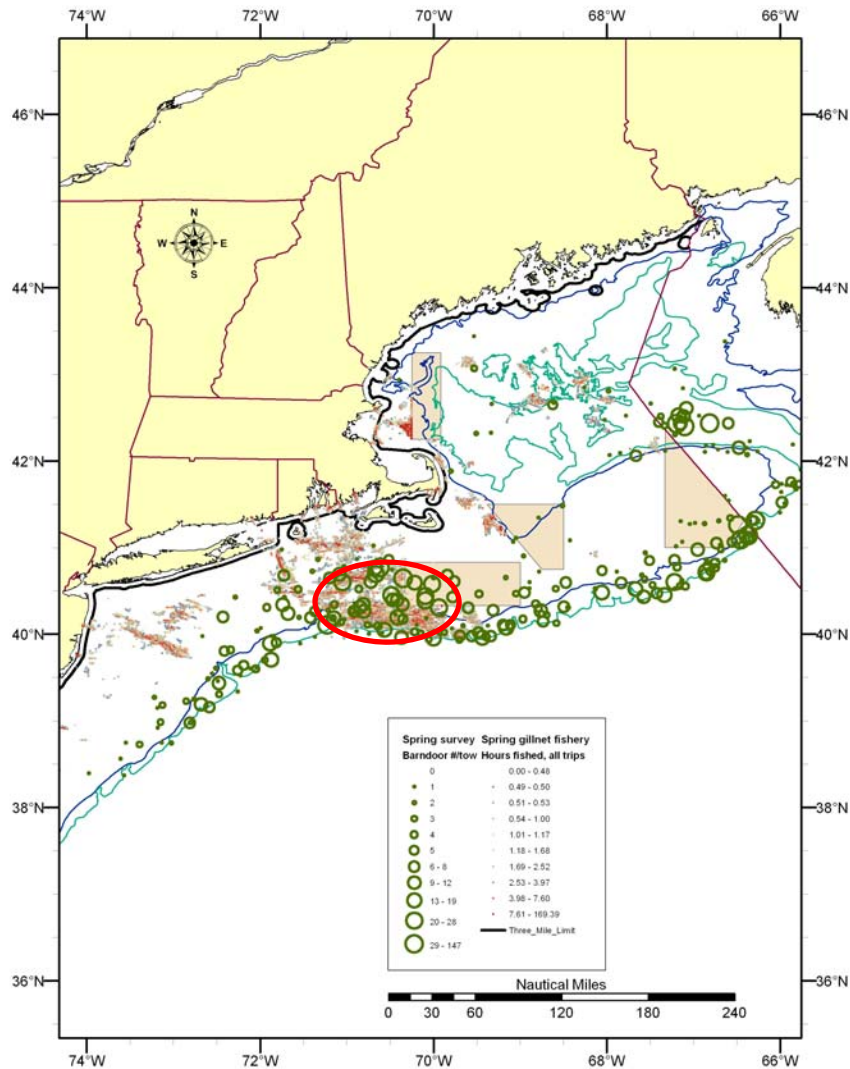 74°W 72°W 70°W 68°W 66°W
46°N 46°N
N
W E
S
44°N 44°N
42°N 42°N
40°N 40°N
38°N 38°N
36°N 36°N
Spring survey Spring gillnet fishery
Barndoor #/tow Hours fished, all trips
0 0.00 - 0.48
1 0.49 - 0.50
2 0.51 - 0.53
3 0.54 - 1.00
4 1.01 - 1.17
5 1.18 - 1.68
6 - 8 1.69 - 2.52
9 - 12 2.53 - 3.97
13 - 19 3.98 - 7.60
20 - 28 7.61 - 169.39
29 - 147 Three_Mile_Limit
Nautical Miles
0 30 60 120 180 240
74°W 72°W 70°W 68°W 66°W